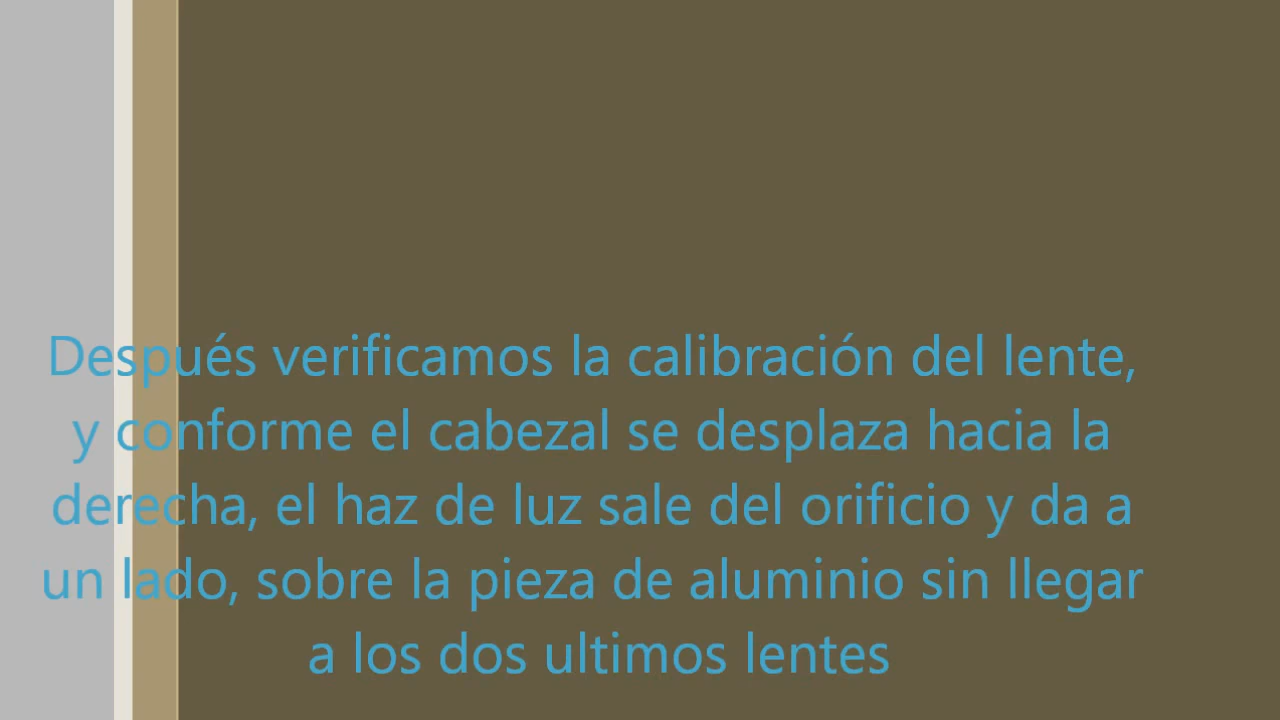 Después verificamos la calibración del lente,
y conforme el cabezal se desplaza hacia la
derecha, el haz de luz sale del orificio y da a
un lado, sobre la pieza de aluminio sin llegar
a los dos ultimos lentes